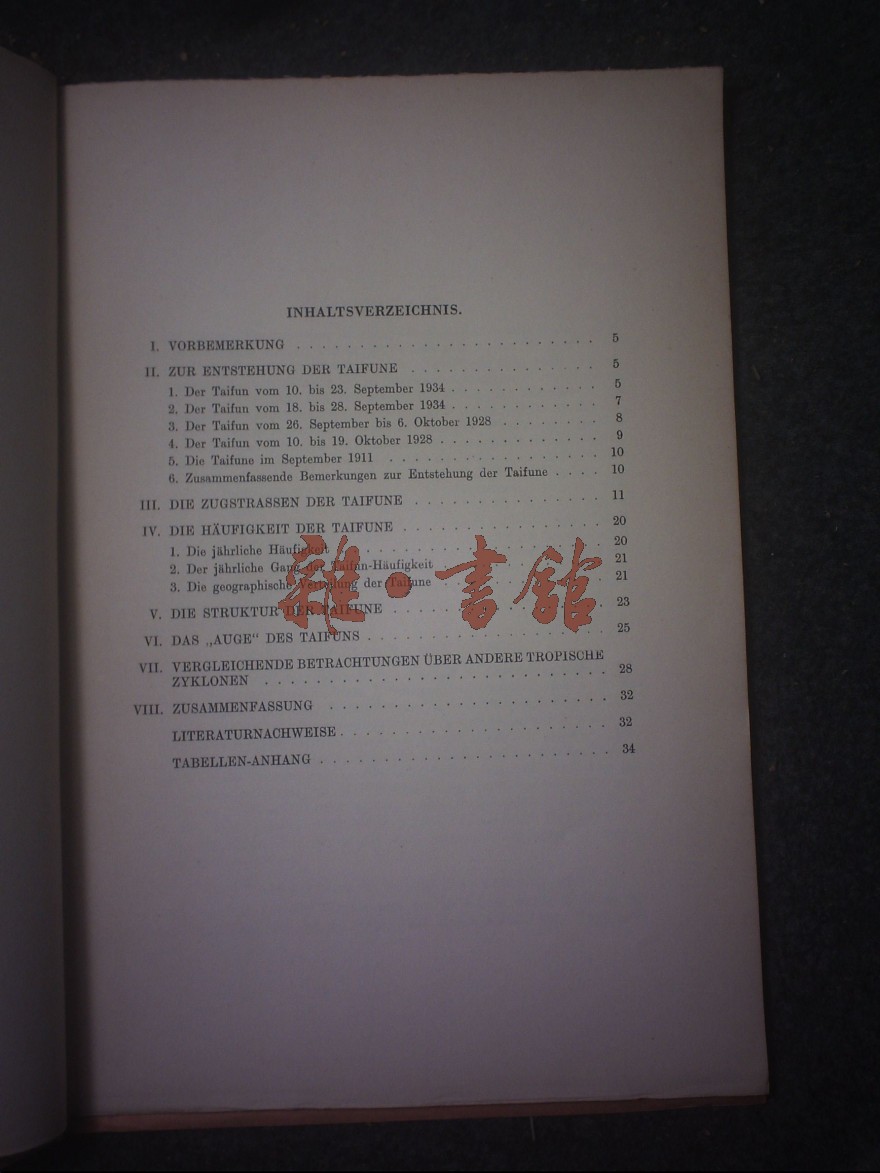 INHALTSVERZEICHNIS.
I. VORBEMERKUNG . . . . . . . . . . . . . . . . . . . . . . . 5
II. ZUR ENTSTEHUNG DER TAIFUNE . . . . . . . . . . . . . . 5
1. Der Taifun vom 10. bis 23. September 1934 . . . . . . . . . . . . 5
2. Der Taifun vom 18. bis 28. September 1934 . . . . . . . . . . . . 7
3. Der Taifun vom 26. September bis 6. Oktober 1928 . . . . . . . . 8
4. Der Taifun vom 10. bis 19. Oktober 1928 . . . . . . . . . . . . . 9
5. Die Taifune im September 1911 . . . . . . . . . . . . . . . . . 10
6. Zusammenfassende Bemerkungen zur Entstehung der Taifune . . . . 10
III. DIE ZUGSTRASSEN DER TAIFUNE . . . . . . . . . . . . . . . 11
IV. DIE HÄUFIGKEIT DER TAIFUNE . . . . . . . . . . . . . . . . 20
1. Die jährliche Häufigkeit . . . . . . . . . . . . . . . . . . . . 20
2. Der jährliche Gang der Taifun-Häufigkeit . . . . . . . . . . . . 21
3. Die geographische Verteilung der Taifune . . . . . . . . . . . . 21
V. DIE STRUKTUR DER TAIFUNE . . . . . . . . . . . . . . . . . 23
VI. DAS „AUGE" DES TAIFUNS . . . . . . . . . . . . . . . . . . . 25
VII. VERGLEICHENDE BETRACHTUNGEN ÜBER ANDERE TROPISCHE
ZYKLONEN . . . . . . . . . . . . . . . . . . . . . . . . . . 28
VIII. ZUSAMMENFASSUNG . . . . . . . . . . . . . . . . . . . . . . 32
LITERATURNACHWEISE . . . . . . . . . . . . . . . . . . . . . 32
TABELLEN-ANHANG . . . . . . . . . . . . . . . . . . . . . . . 34
雜·書館